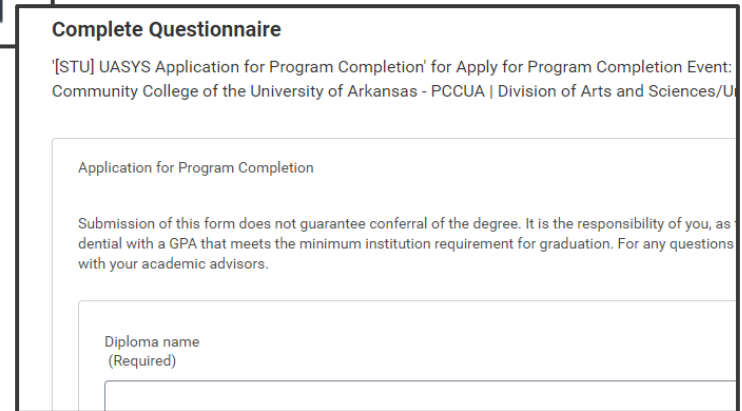 Complete Questionnaire
'[STU] UASYS Application for Program Completion' for Apply for Program Completion Event:
Community College of the University of Arkansas - PCCUA | Division of Arts and Sciences/
Application for Program Completion
Submission of this form does not guarantee conferral of the degree. It is the responsibility of you, as
dential with a GPA that meets the minimum institution requirement for graduation. For any questions
with your academic advisors.
Diploma name
(Required)